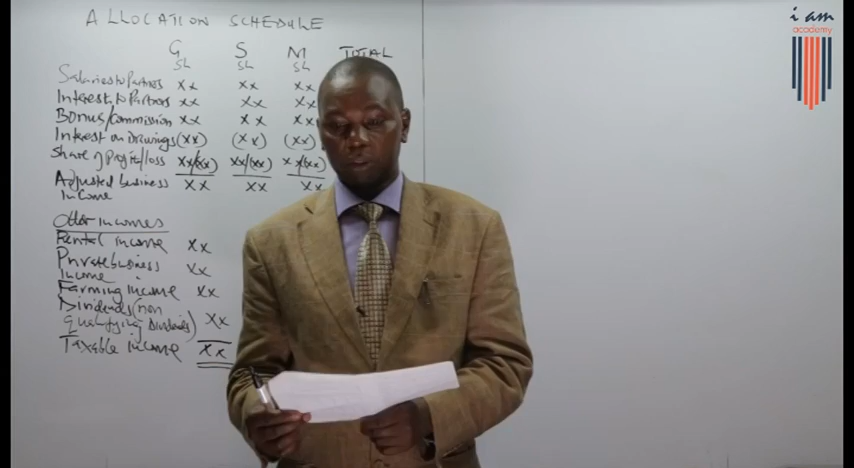 ALLOCATION SCHEDULE
G S M TOTAL
Sh Sh Sh
Salaries to Partners xx xx xx
Interest to Partners xx xx xx
Bonus/Commission xx xx xx
Interest on Drawings (xx) (xx) (xx)
Share of Profit/loss xx/(xx) xx/(xx) xx/(xx)
Adjusted business xx xx xx
Income
Other incomes
Rental income xx
Private business xx
Income
Farming income xx
Dividends (non
Qualifying Dividends) xx
Taxable income xx
i am
academy